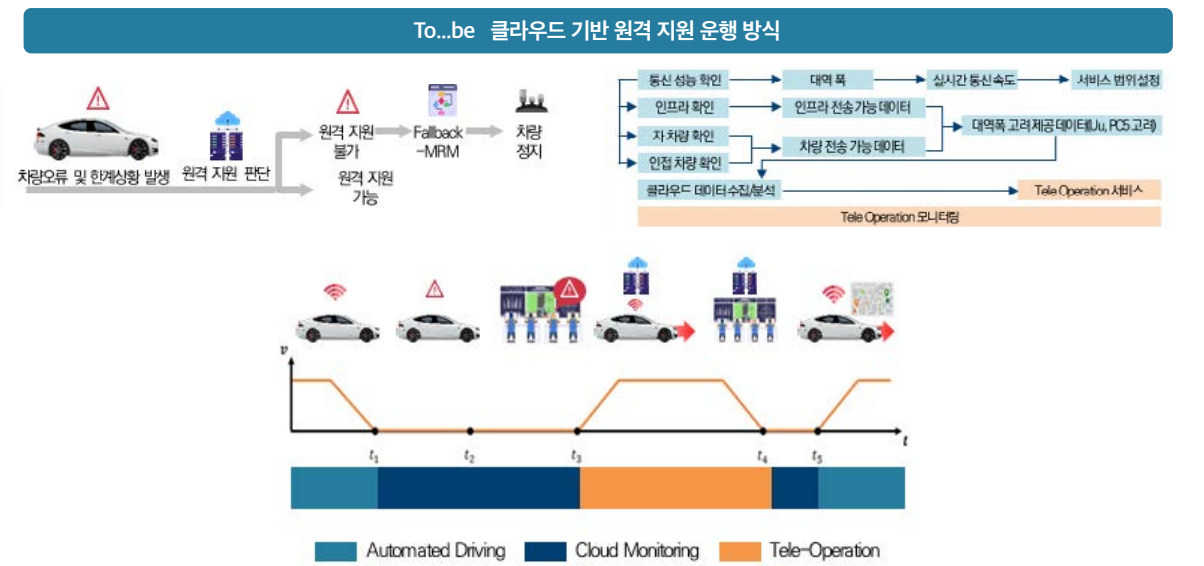 To...be 클라우드 기반 원격 지원 운행 방식
차량오류 및 한계상황 발생
원격 지원 판단
원격 지원
불가
Fallback
-MRM
차량
정지
원격 지원
가능
통신 성능 확인
대역 폭
실시간 통신 속도
서비스 범위 설정
인프라 확인
인프라 전송 가능 데이터
자 차량 확인
인접 차량 확인
차량 전송 가능 데이터
대역폭 고려 제공 데이터(Uu, PC5 고려)
클라우드 데이터 수집/분석
Tele Operation 서비스
Tele Operation 모니터링
v
t
t1
t2
t3
t4
t5
Automated Driving
Cloud Monitoring
Tele-Operation